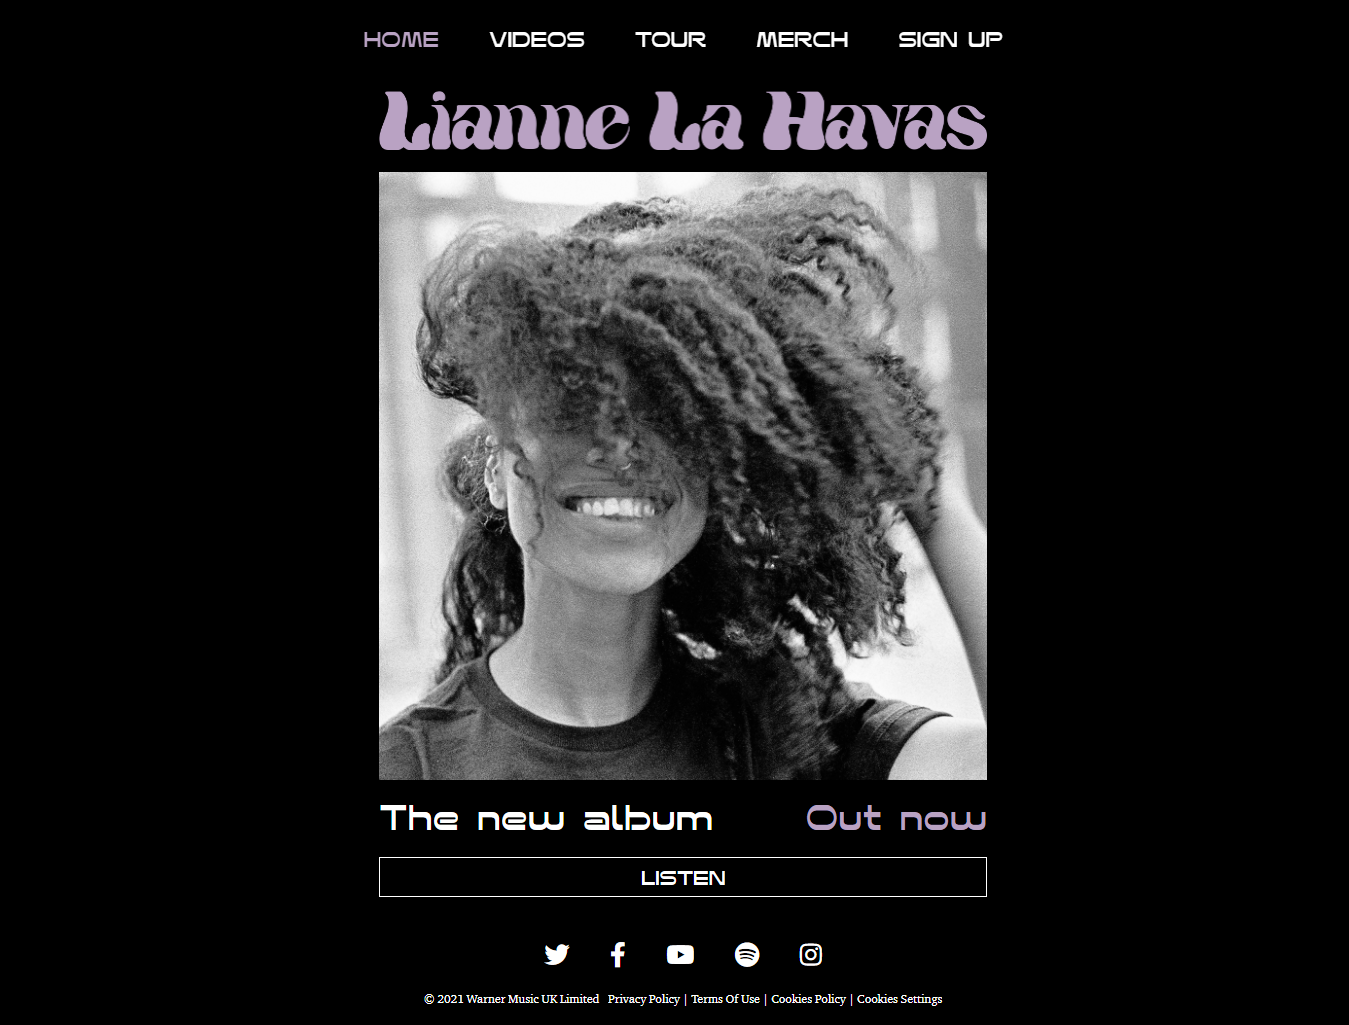 HOME VIDEOS TOUR MERCH SIGN UP
Lianne La Havas
The new album Out now
LISTEN
© 2021 Warner Music UK Limited Privacy Policy | Terms Of Use | Cookies Policy | Cookies Settings